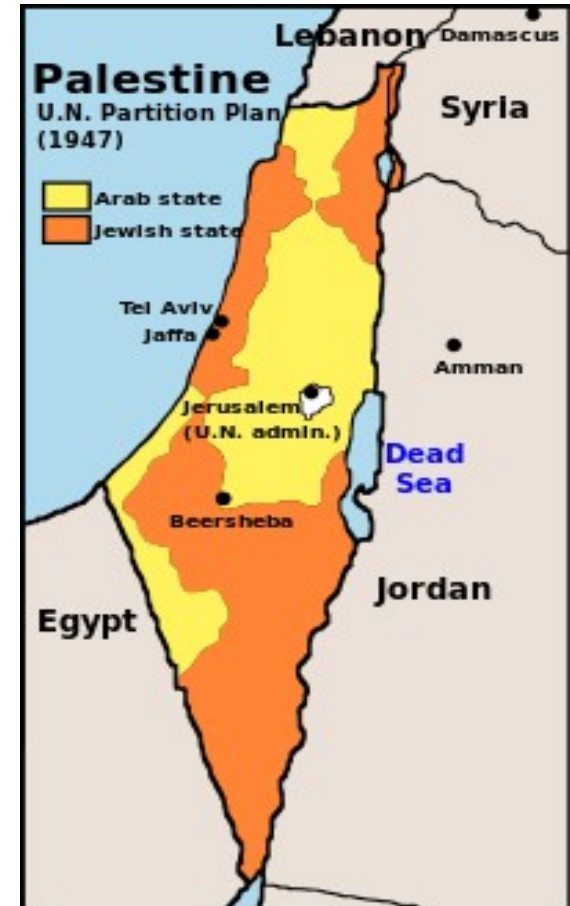 Lebanon
Damascus
Palestine
U.N. Partition Plan
(1947)
Syria
Arab state
Jewish state
Tel Aviv
Jaffa
Amman
Jerusalem
(U.N. admin.)
Dead
Sea
Beersheba
Jordan
Egypt